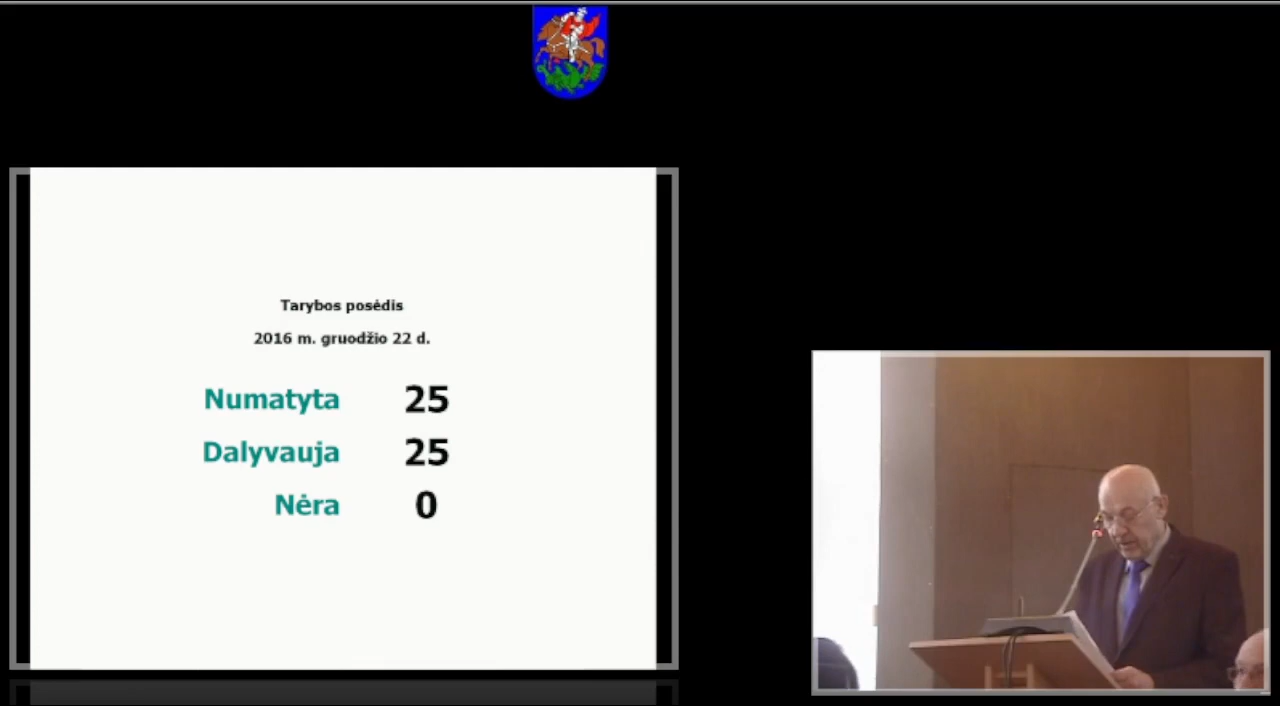 Tarybos posėdis
2016 m. gruodžio 22 d.
Numatyta 25
Dalyvauja 25
Nėra 0